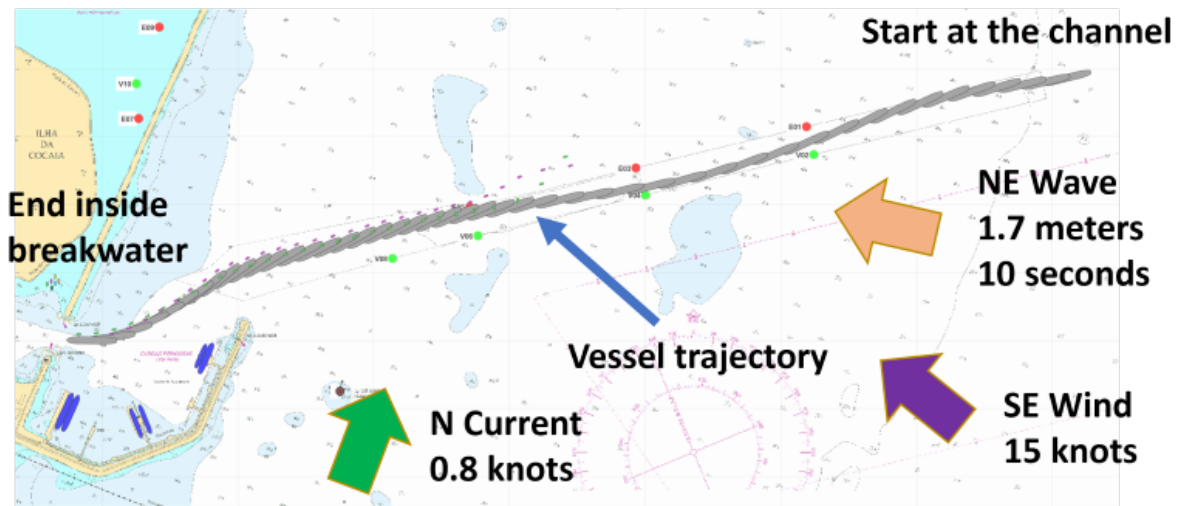 Start at the channel
E09
V10
E07
ILHA
DA
COCAIA
E01
V02
E03
V04
NE Wave
1.7 meters
10 seconds
End inside
breakwater
V06
V08
Vessel trajectory
N Current
0.8 knots
SE Wind
15 knots